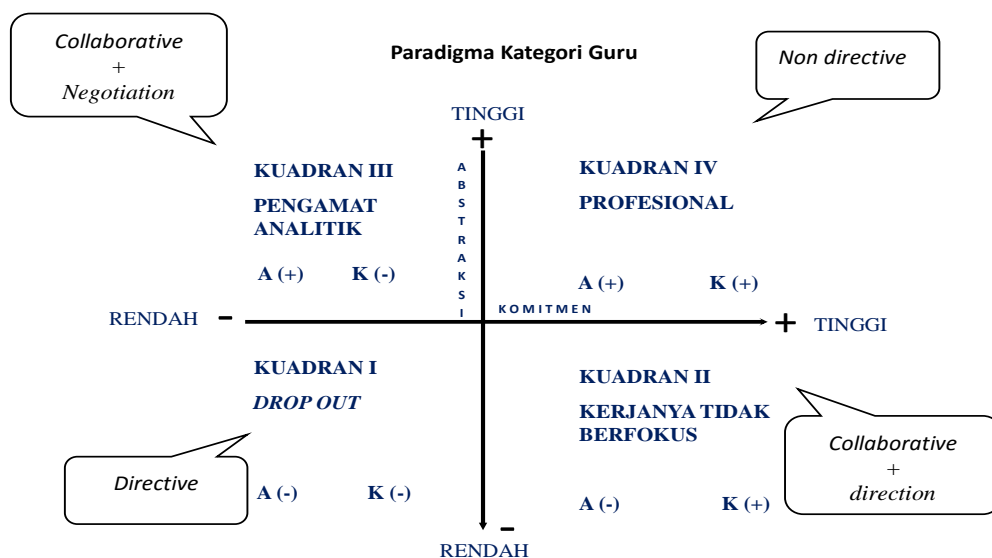 Paradigma Kategori Guru
Collaborative
+
Negotiation
Non directive
TINGGI
+
KUADRAN III
PENGAMAT
ANALITIK
A (+) K (-)
ABSTRAKSI
KUADRAN IV
PROFESIONAL
A (+) K (+)
RENDAH -
KOMITMEN
+ TINGGI
KUADRAN I
DROP OUT
A (-) K (-)
Directive
KUADRAN II
KERJANYA TIDAK
BERFOKUS
A (-) K (+)
Collaborative
+
direction
-
RENDAH